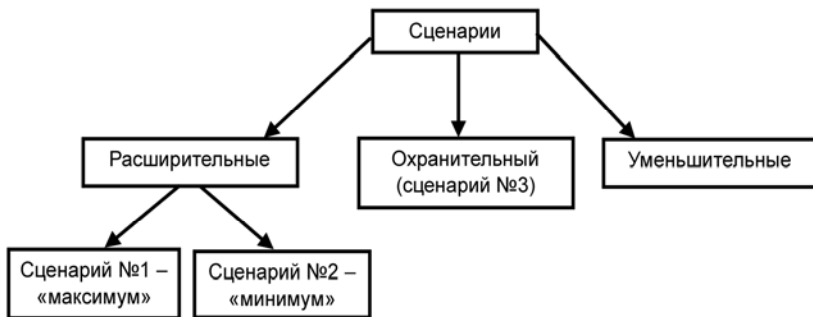 Сценарии
Расширительные
Охранительный
(сценарий №3)
Уменьшительные
Сценарий №1 –
«максимум»
Сценарий №2 –
«минимум»